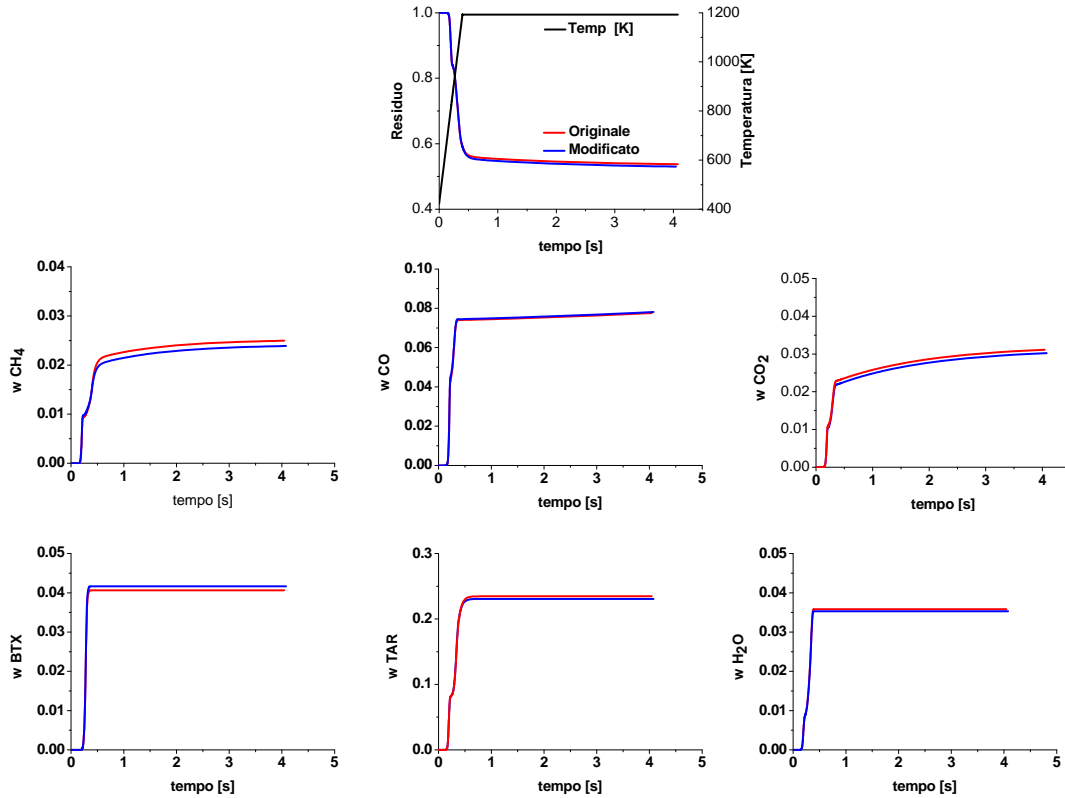 1.0
0.8
0.6
0.4
Residuo
1200
1000
800
600
400
Temperatura [K]
Temp [K]
Originale
Modificato
0 1 2 3 4 5
tempo [s]
0.04
0.03
0.02
0.01
0.00
w CH4
0 1 2 3 4 5
tempo [s]
0.10
0.08
0.06
0.04
0.02
0.00
w CO
0 1 2 3 4 5
tempo [s]
0.05
0.04
0.03
0.02
0.01
0.00
w CO2
0 1 2 3 4
tempo [s]
0.05
0.04
0.03
0.02
0.01
0.00
w BTX
0 1 2 3 4 5
tempo [s]
0.3
0.2
0.1
0.0
w TAR
0 1 2 3 4 5
tempo [s]
0.05
0.04
0.03
0.02
0.01
0.00
w H2O
0 1 2 3 4 5
tempo [s]